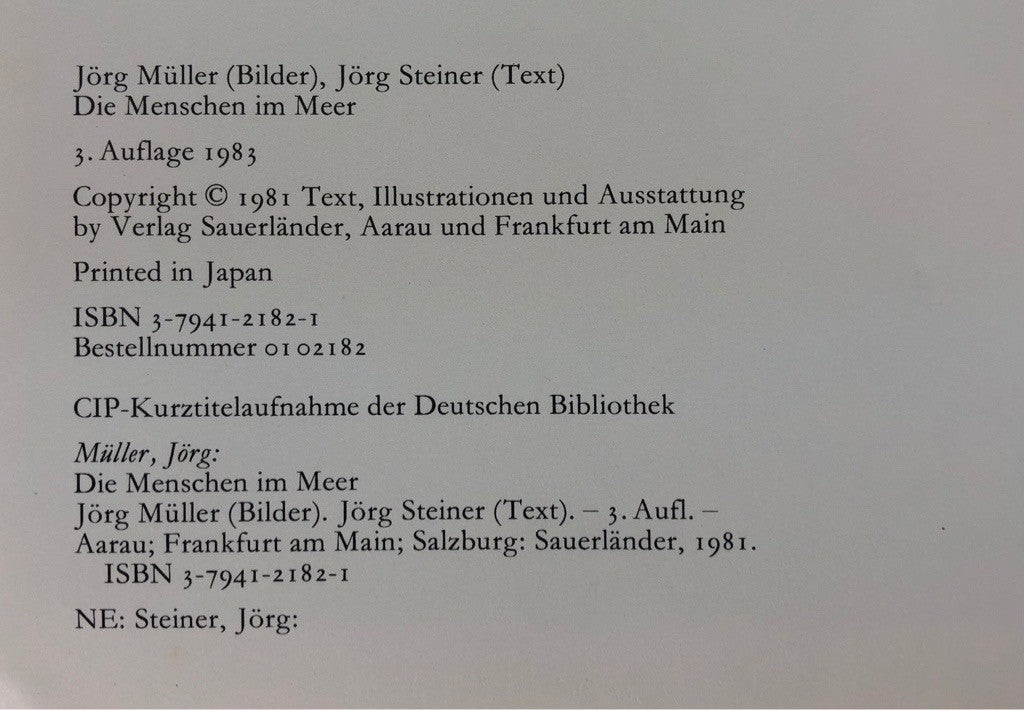 Jörg Müller (Bilder), Jörg Steiner (Text)
Die Menschen im Meer
3. Auflage 1983
Copyright © 1981 Text, Illustrationen und Ausstattung
by Verlag Sauerländer, Aarau und Frankfurt am Main
Printed in Japan
ISBN 3-7941-2182-1
Bestellnummer 01 02182
CIP-Kurztitelaufnahme der Deutschen Bibliothek
Müller, Jörg:
Die Menschen im Meer
Jörg Müller (Bilder). Jörg Steiner (Text). – 3. Aufl. –
Aarau; Frankfurt am Main; Salzburg: Sauerländer, 1981.
ISBN 3-7941-2182-1
NE: Steiner, Jörg: